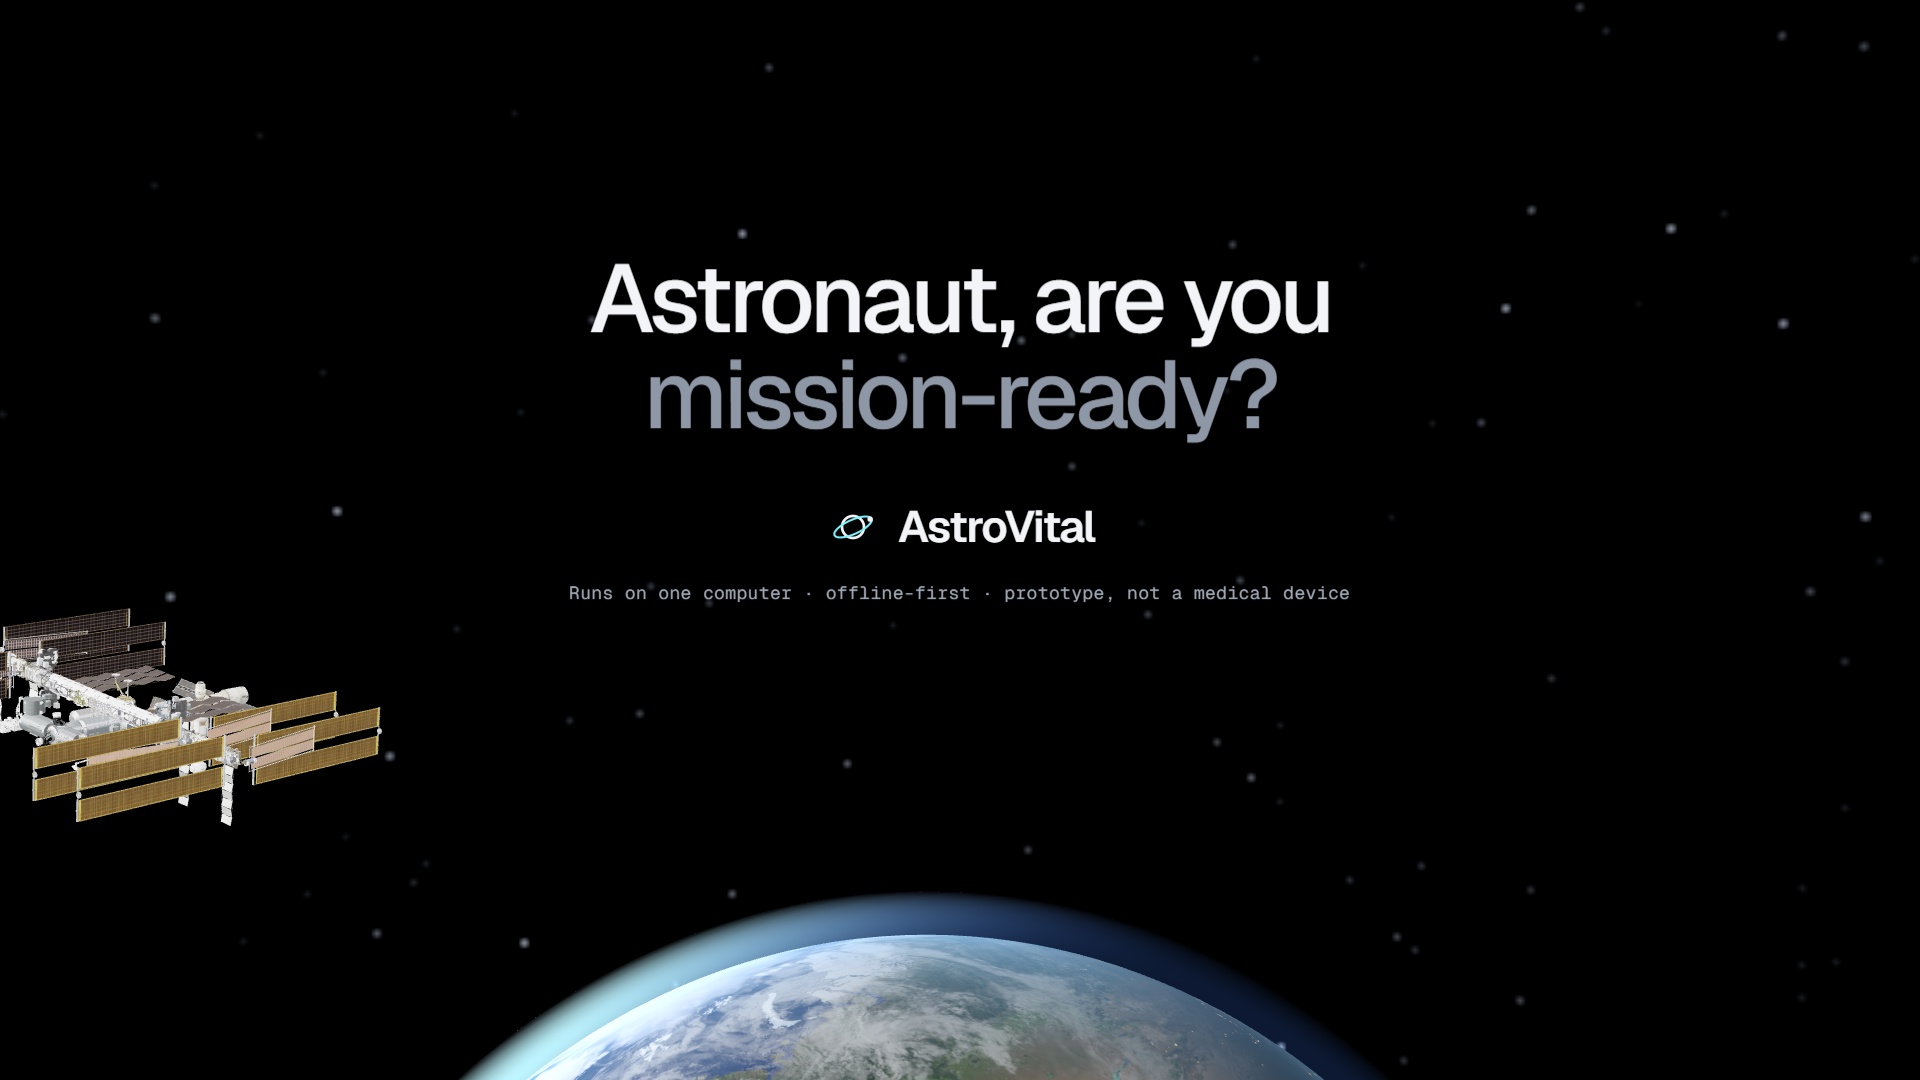 Astronaut, are you
mission-ready?
AstroVital
Runs on one computer · offline-first · prototype, not a medical device